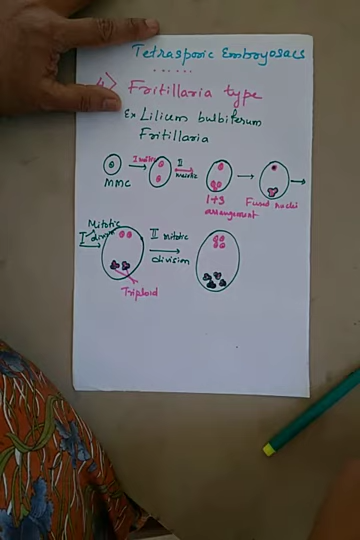 Tetrasporic Embryosacs
4> Fritillaria type
Ex Lilium bulbiferum
Fritillaria
I meiotic
II
meiotic
MMC
1+3
arrangement
Fused nuclei
Mitotic
I
II mitotic
division
Triploid